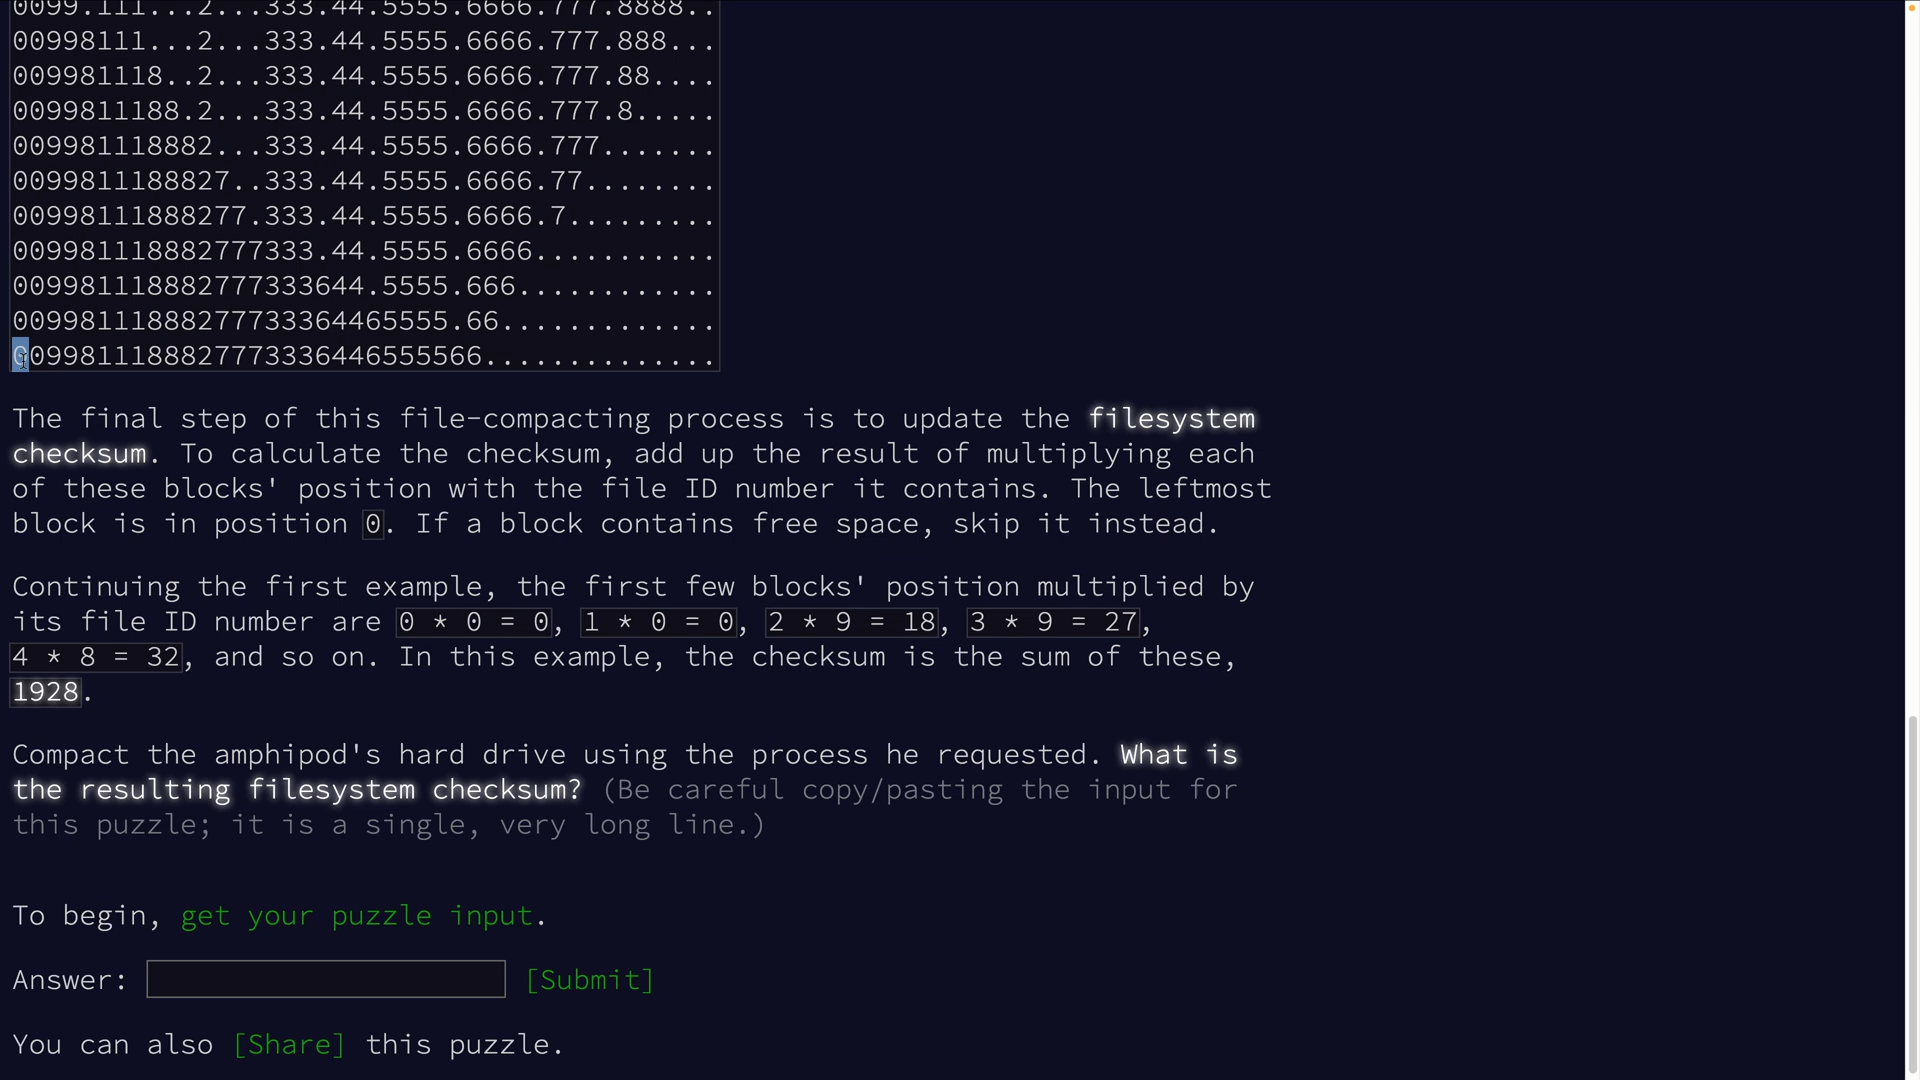 0099.111...2...333.44.5555.6666.777.8888..
00998111...2...333.44.5555.6666.777.888...
009981118..2...333.44.5555.6666.777.88....
0099811188.2...333.44.5555.6666.777.8.....
009981118882...333.44.5555.6666.777.......
0099811188827..333.44.5555.6666.77........
00998111888277.333.44.5555.6666.7.........
009981118882777333.44.5555.6666...........
009981118882777333644.5555.666............
00998111888277733364465555.66.............
0099811188827773336446555566..............
The final step of this file-compacting process is to update the filesystem
checksum. To calculate the checksum, add up the result of multiplying each
of these blocks' position with the file ID number it contains. The leftmost
block is in position 0. If a block contains free space, skip it instead.
Continuing the first example, the first few blocks' position multiplied by
its file ID number are 0 * 0 = 0, 1 * 0 = 0, 2 * 9 = 18, 3 * 9 = 27,
4 * 8 = 32, and so on. In this example, the checksum is the sum of these,
1928.
Compact the amphipod's hard drive using the process he requested. What is
the resulting filesystem checksum? (Be careful copy/pasting the input for
this puzzle; it is a single, very long line.)
To begin, get your puzzle input.
Answer: [Submit]
You can also [Share] this puzzle.